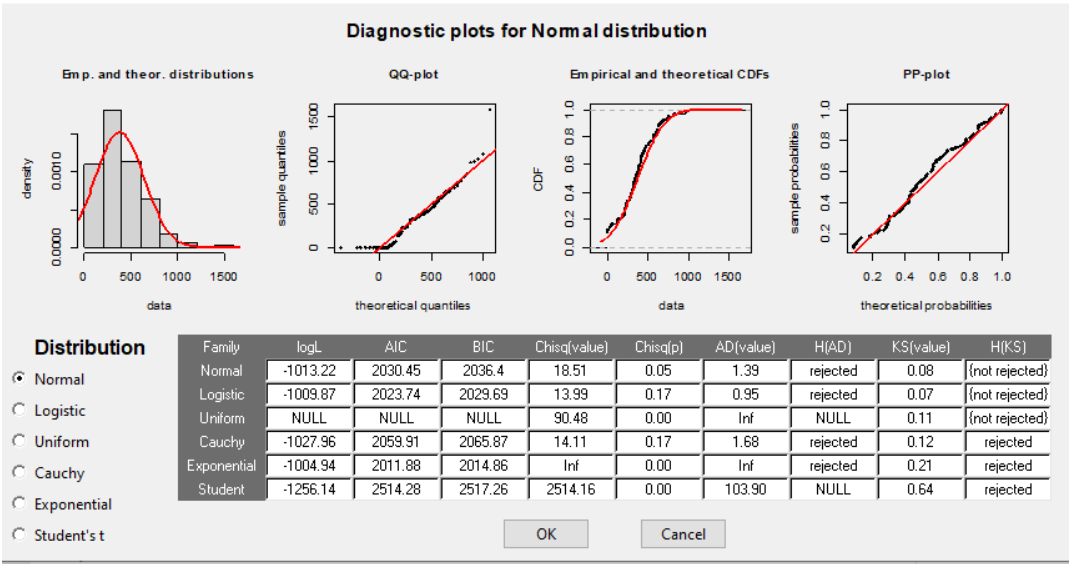 Diagnostic plots for Normal distribution
Emp. and theor. distributions
density
0.0000 0.0010
0 500 1000 1500
data
QQ-plot
sample quantiles
0 500 1000 1500
0 500 1000
theoretical quantiles
Empirical and theoretical CDFs
CDF
0.0 0.2 0.4 0.6 0.8 1.0
0 500 1000 1500
data
PP-plot
sample probabilities
0.2 0.4 0.6 0.8 1.0
0.2 0.4 0.6 0.8 1.0
theoretical probabilities
Distribution
Normal
Logistic
Uniform
Cauchy
Exponential
Student's t
Family logL AIC BIC Chisq(value) Chisq(p) AD(value) H(AD) KS(value) H(KS)
Normal -1013.22 2030.45 2036.4 18.51 0.05 1.39 rejected 0.08 {not rejected}
Logistic -1009.87 2023.74 2029.69 13.99 0.17 0.95 rejected 0.07 {not rejected}
Uniform NULL NULL NULL 90.48 0.00 Inf NULL 0.11 {not rejected}
Cauchy -1027.96 2059.91 2065.87 14.11 0.17 1.68 rejected 0.12 rejected
Exponential -1004.94 2011.88 2014.86 Inf 0.00 Inf rejected 0.21 rejected
Student -1256.14 2514.28 2517.26 2514.16 0.00 103.90 NULL 0.64 rejected
OK Cancel